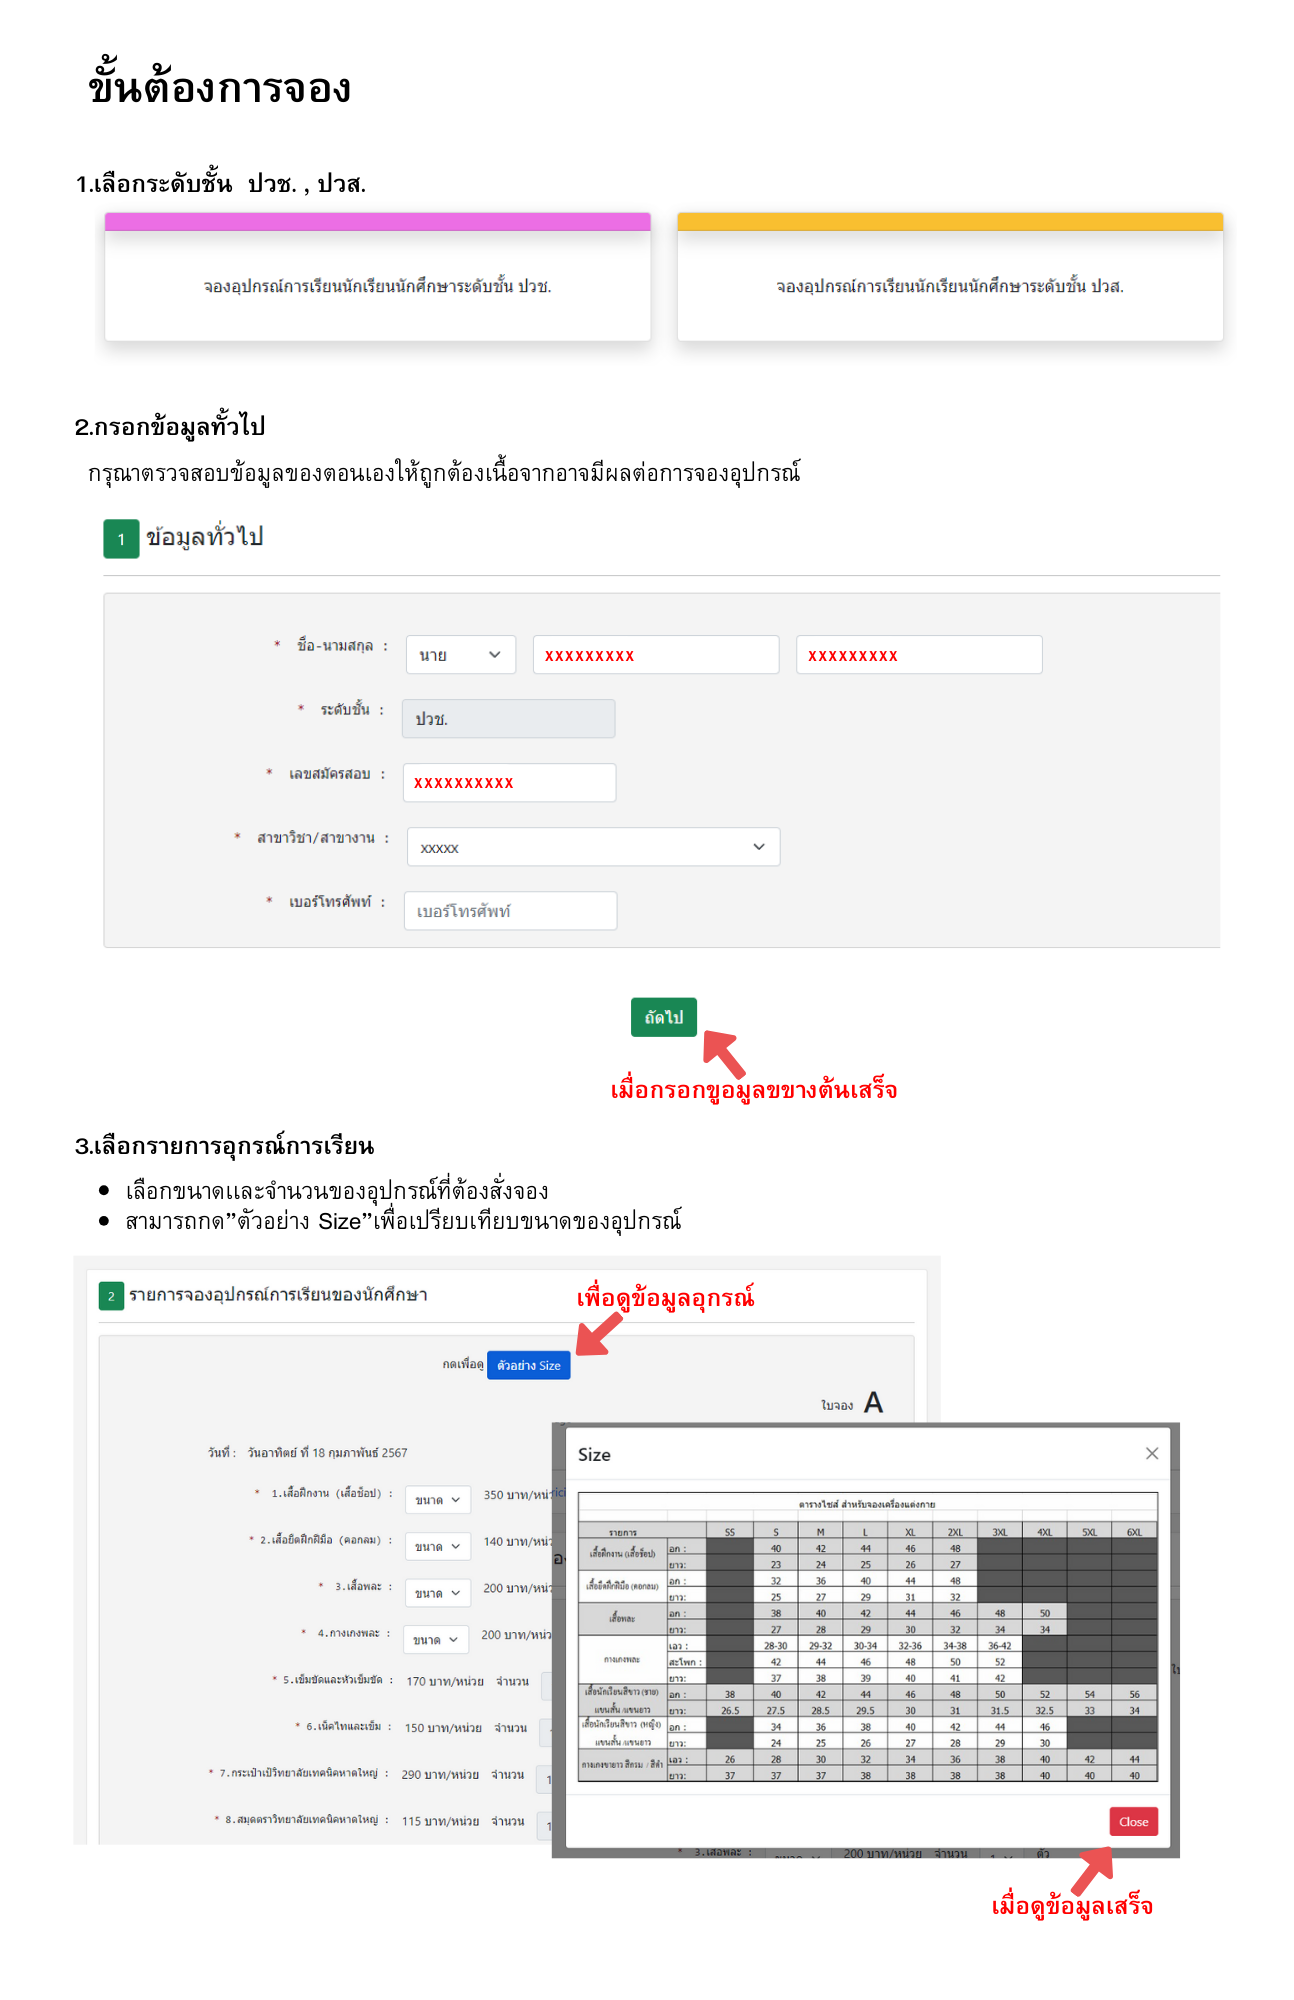 ขั้นต้องการจอง
1.เลือกระดับชั้น ปวช. , ปวส.
จองอุปกรณ์การเรียนนักเรียนนักศึกษาระดับชั้น ปวช.
จองอุปกรณ์การเรียนนักเรียนนักศึกษาระดับชั้น ปวส.
2.กรอกข้อมูลทั้วไป
กรุณาตรวจสอบข้อมูลของตอนเองให้ถูกต้องเนื้อจากอาจมีผลต่อการจองอุปกรณ์
1 ข้อมูลทั่วไป
* ชื่อ-นามสกุล : นาย xxxxxxxxx xxxxxxxxx
* ระดับชั้น : ปวช.
* เลขสมัครสอบ : xxxxxxxxxx
* สาขาวิชา/สาขางาน : xxxxx
* เบอร์โทรศัพท์ : เบอร์โทรศัพท์
ถัดไป
เมื่อกรอกขูอมูลขขางต้นเสร็จ
3.เลือกรายการอุกรณ์การเรียน
• เลือกขนาดและจำนวนของอุปกรณ์ที่ต้องสั่งจอง
• สามารถกด”ตัวอย่าง Size”เพื่อเปรียบเทียบขนาดของอุปกรณ์
2 รายการจองอุปกรณ์การเรียนของนักศึกษา
เพื่อดูข้อมูลอุกรณ์
กดเพื่อดู ตัวอย่าง Size
ใบจอง A
วันที่ : วันอาทิตย์ ที่ 18 กุมภาพันธ์ 2567
* 1.เสื้อฝึกงาน (เสื้อช็อป) : ขนาด 350 บาท/หน่
* 2.เสื้อยืดฝึกฝีมือ (คอกลม) : ขนาด 140 บาท/หน่
* 3.เสื้อพละ : ขนาด 200 บาท/หน่
* 4.กางเกงพละ : ขนาด 200 บาท/หน่ว
* 5.เข็มขัดและหัวเข็มขัด : 170 บาท/หน่วย จำนวน
* 6.เน็คไทและเข็ม : 150 บาท/หน่วย จำนวน
* 7.กระเป๋าเป้วิทยาลัยเทคนิคหาดใหญ่ : 290 บาท/หน่วย จำนวน 1
* 8.สมุดตราวิทยาลัยเทคนิคหาดใหญ่ : 115 บาท/หน่วย จำนวน 1
Size
ตารางไซส์ สำหรับจองเครื่องแต่งกาย
รายการ SS S M L XL 2XL 3XL 4XL 5XL 6XL
เสื้อฝึกงาน (เสื้อช็อป) อก : 40 42 44 46 48
ยาว: 23 24 25 26 27
เสื้อยืดฝึกฝีมือ (คอกลม) อก : 32 36 40 44 48
ยาว: 25 27 29 31 32
เสื้อพละ อก : 38 40 42 44 46 48 50
ยาว: 27 28 29 30 32 34 34
กางเกงพละ เอว : 28-30 29-32 30-34 32-36 34-38 36-42
สะโพก : 42 44 46 48 50 52
ยาว: 37 38 39 40 41 42
เสื้อนักเรียนสีขาว (ชาย) อก : 38 40 42 44 46 48 50 52 54 56
แขนสั้น /แขนยาว ยาว: 26.5 27.5 28.5 29.5 30 31 31.5 32.5 33 34
เสื้อนักเรียนสีขาว (หญิง) อก : 34 36 38 40 42 44 46
แขนสั้น /แขนยาว ยาว: 24 25 26 27 28 29 30
กางเกงขายาว สีกรม / สีดำ เอว : 26 28 30 32 34 36 38 40 42 44
ยาว: 37 37 37 38 38 38 38 40 40 40
Close
* 3.เสื้อพละ : 200 บาท/หน่วย จำนวน 1 ตัว
เมื่อดูข้อมูลเสร็จ